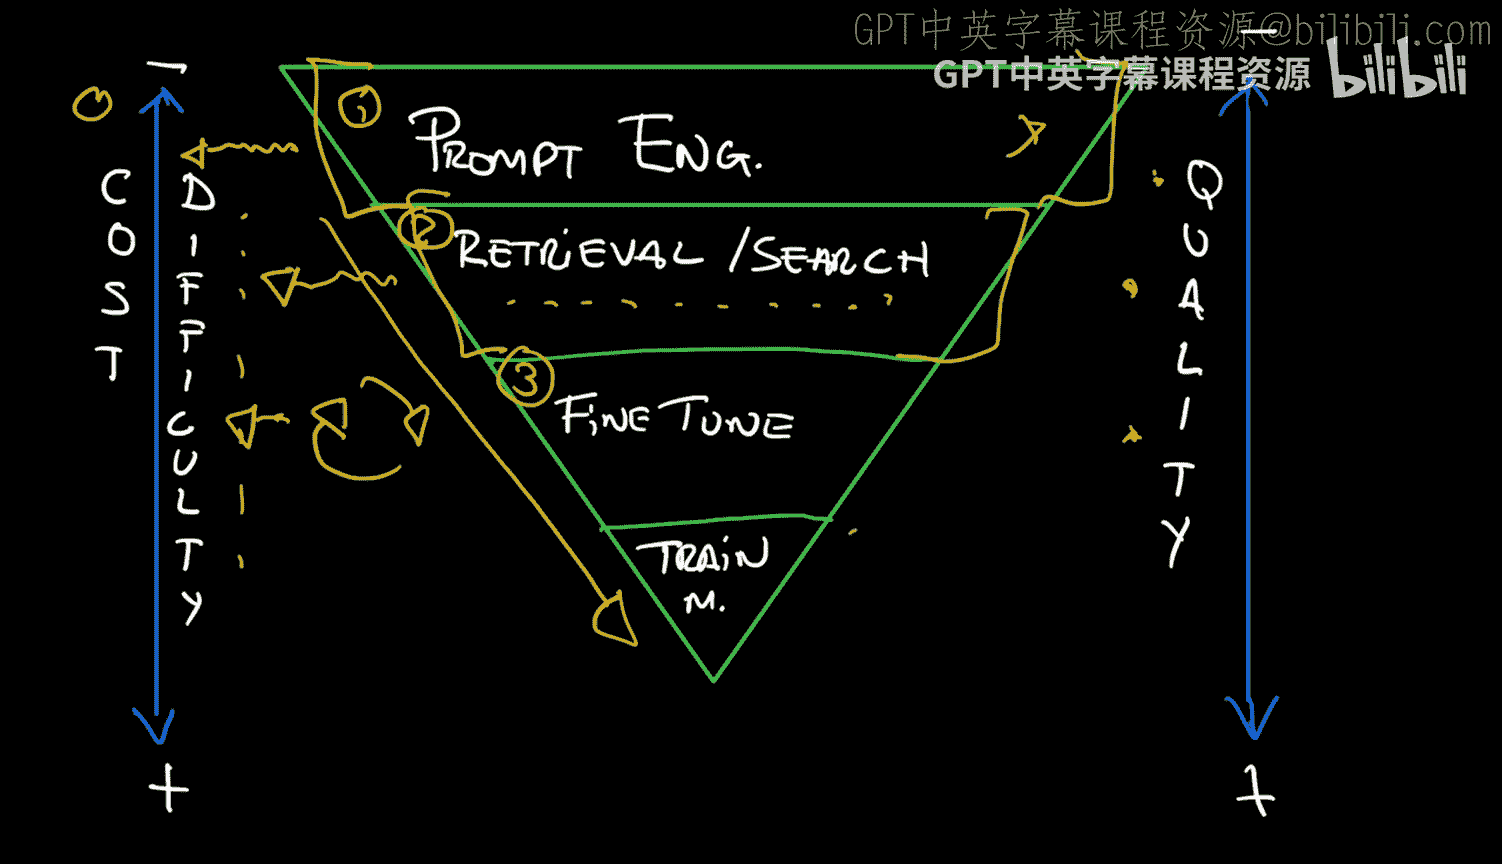 GPT中英字幕课程资源@bilibili.com
GPT中英字幕课程资源 bilibili
-
-
1
PROMPT ENG.
COST
DIFFICULTY
QUALITY
2
RETRIEVAL / SEARCH
3
FINE TUNE
TRAIN
M.
+
+